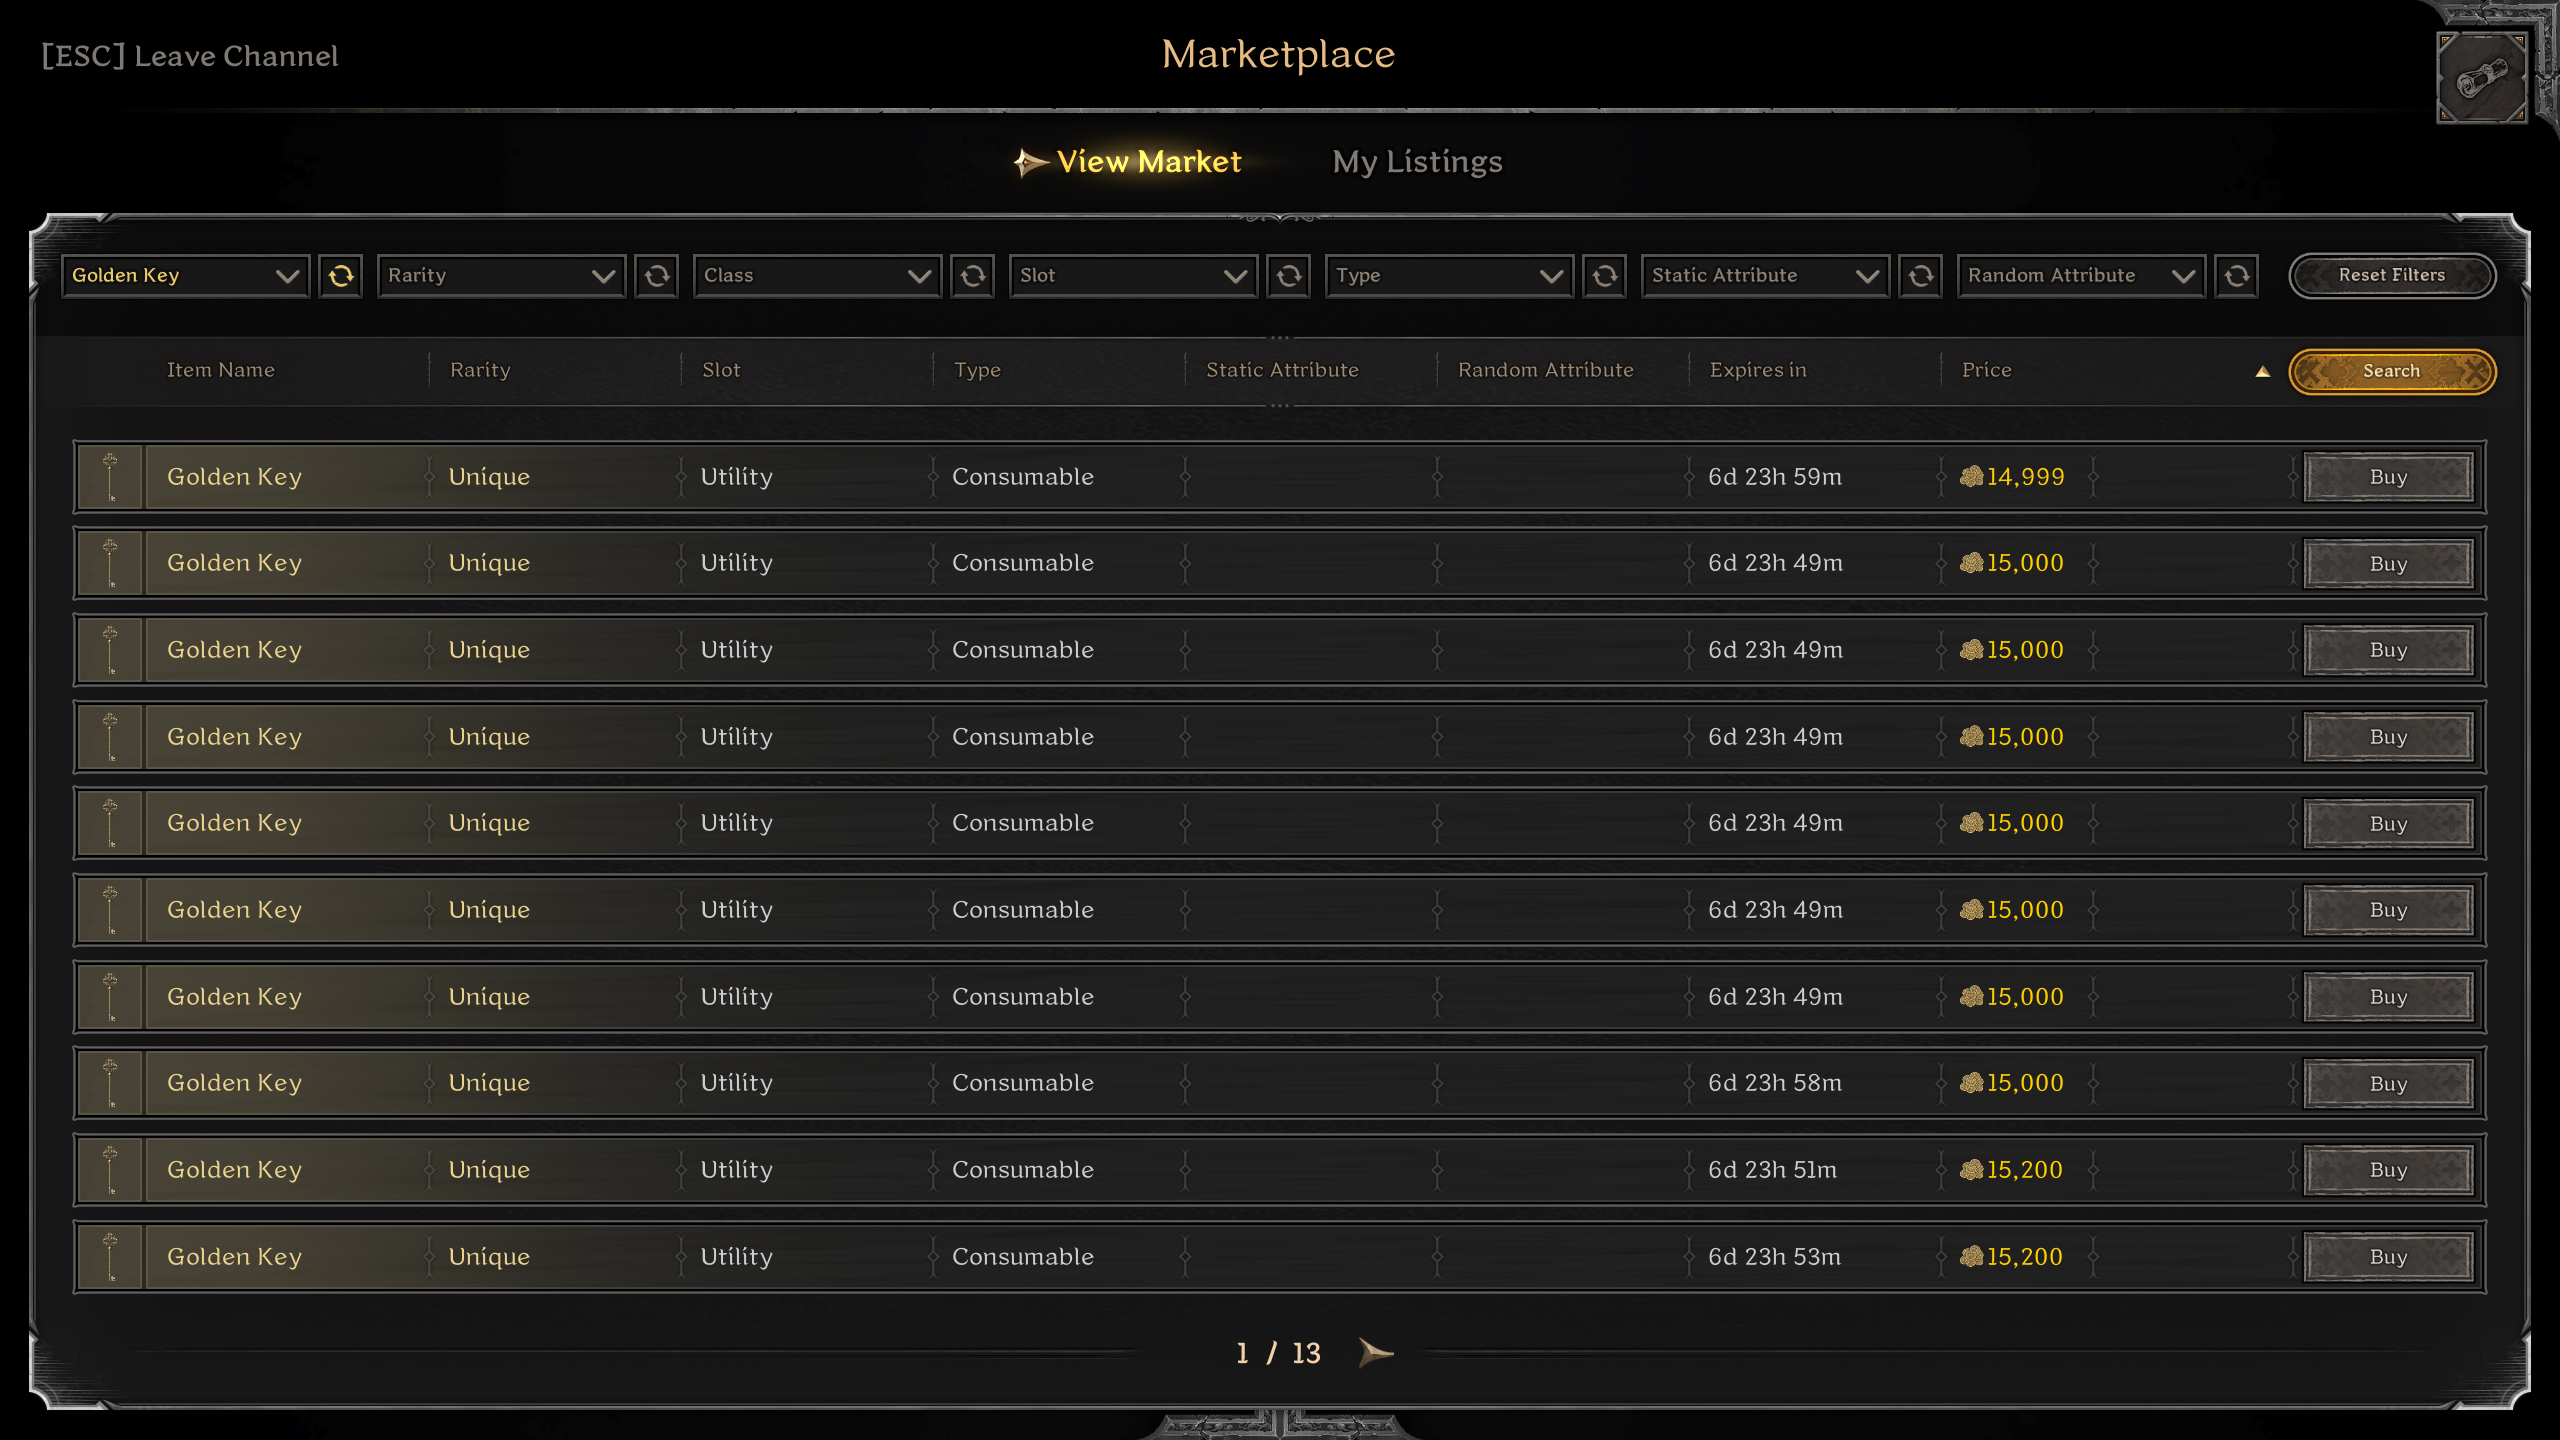 [ESC] Leave Channel
Marketplace
View Market My Listings
Golden Key Rarity Class Slot Type Static Attribute Random Attribute Reset Filters
Item Name Rarity Slot Type Static Attribute Random Attribute Expires in Price Search
Golden Key Unique Utility Consumable 6d 23h 59m 14,999 Buy
Golden Key Unique Utility Consumable 6d 23h 49m 15,000 Buy
Golden Key Unique Utility Consumable 6d 23h 49m 15,000 Buy
Golden Key Unique Utility Consumable 6d 23h 49m 15,000 Buy
Golden Key Unique Utility Consumable 6d 23h 49m 15,000 Buy
Golden Key Unique Utility Consumable 6d 23h 49m 15,000 Buy
Golden Key Unique Utility Consumable 6d 23h 49m 15,000 Buy
Golden Key Unique Utility Consumable 6d 23h 58m 15,000 Buy
Golden Key Unique Utility Consumable 6d 23h 51m 15,200 Buy
Golden Key Unique Utility Consumable 6d 23h 53m 15,200 Buy
1 / 13